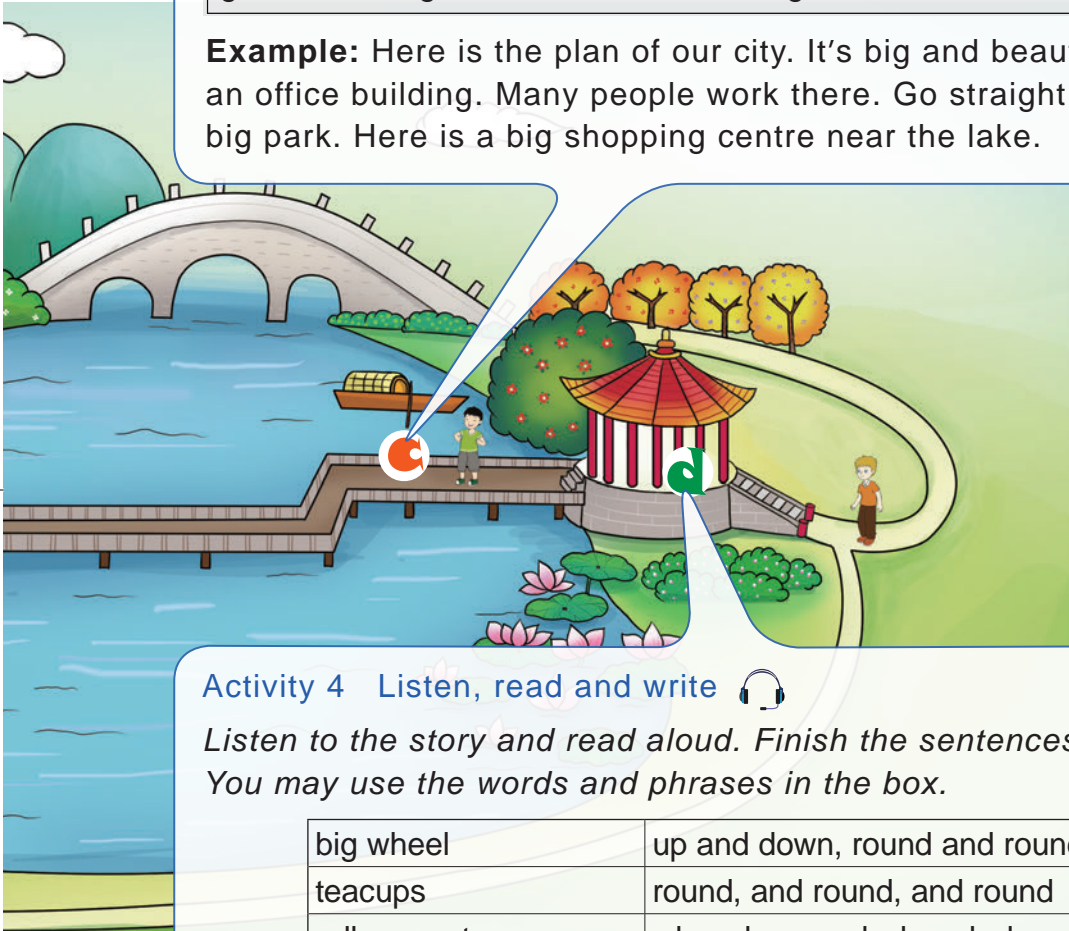 Example: Here is the plan of our city. It's big and
an office building. Many people work there. Go straight
big park. Here is a big shopping centre near the lake.
c
d
Activity 4 Listen, read and write
Listen to the story and read aloud. Finish the sentences
You may use the words and phrases in the box.
big wheel up and down, round and
teacups round, and round, and round